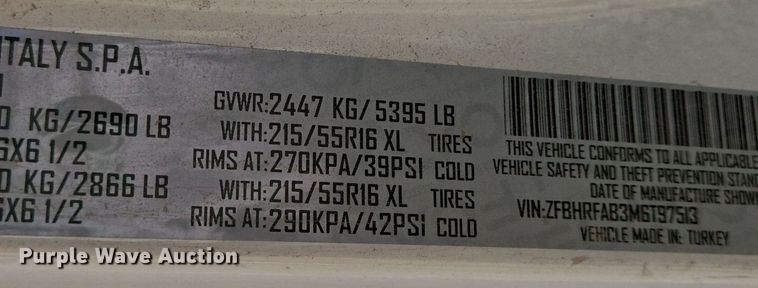 ITALY S.P.A.
GVWR:2447 KG/5395 LB
KG/2690 LB WITH:215/55R16 XL TIRES
6X6 1/2 RIMS AT:270KPA/39PSI COLD
KG/2866 LB WITH:215/55R16 XL TIRES
6X6 1/2 RIMS AT:290KPA/42PSI COLD
THIS VEHICLE CONFORMS TO ALL APPLICABLE
VEHICLE SAFETY AND THEFT PREVENTION STAND
DATE OF MANUFACTURE SHOWN
VIN:ZFBHRFAB3M6T97513
VEHICLE MADE IN: TURKEY
Purple Wave Auction